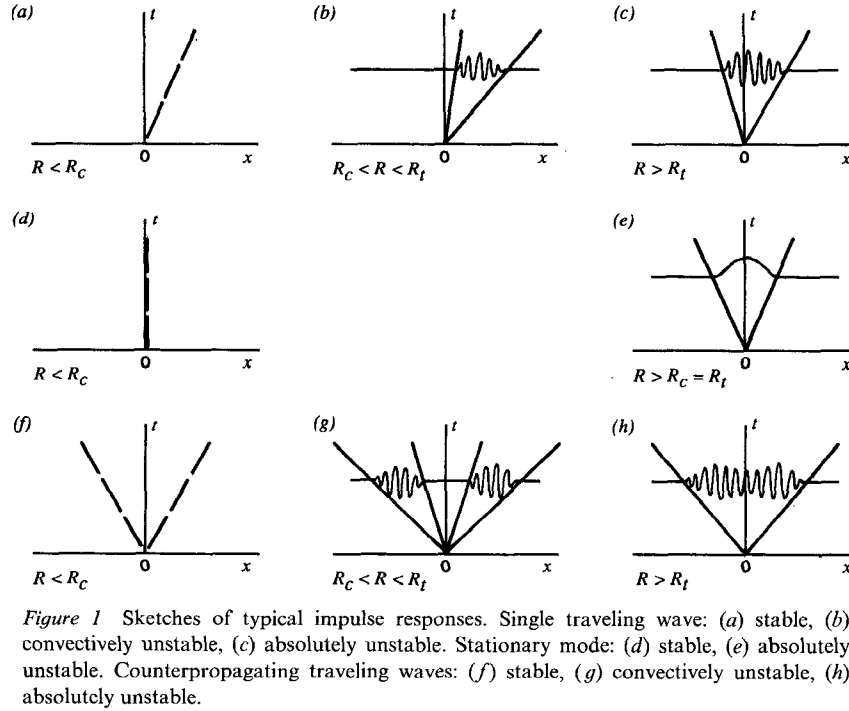 (a) t (b) t (c) t
0 x 0 x 0 x
R < R_c R_c < R < R_t R > R_t
(d) t (e) t
0 x 0 x
R < R_c R > R_c = R_t
(f) t (g) t (h) t
0 x 0 x 0 x
R < R_c R_c < R < R_t R > R_t
Figure 1 Sketches of typical impulse responses. Single traveling wave: (a) stable, (b)
convectively unstable, (c) absolutely unstable. Stationary mode: (d) stable, (e) absolutely
unstable. Counterpropagating traveling waves: (f) stable, (g) convectively unstable, (h)
absolutely unstable.